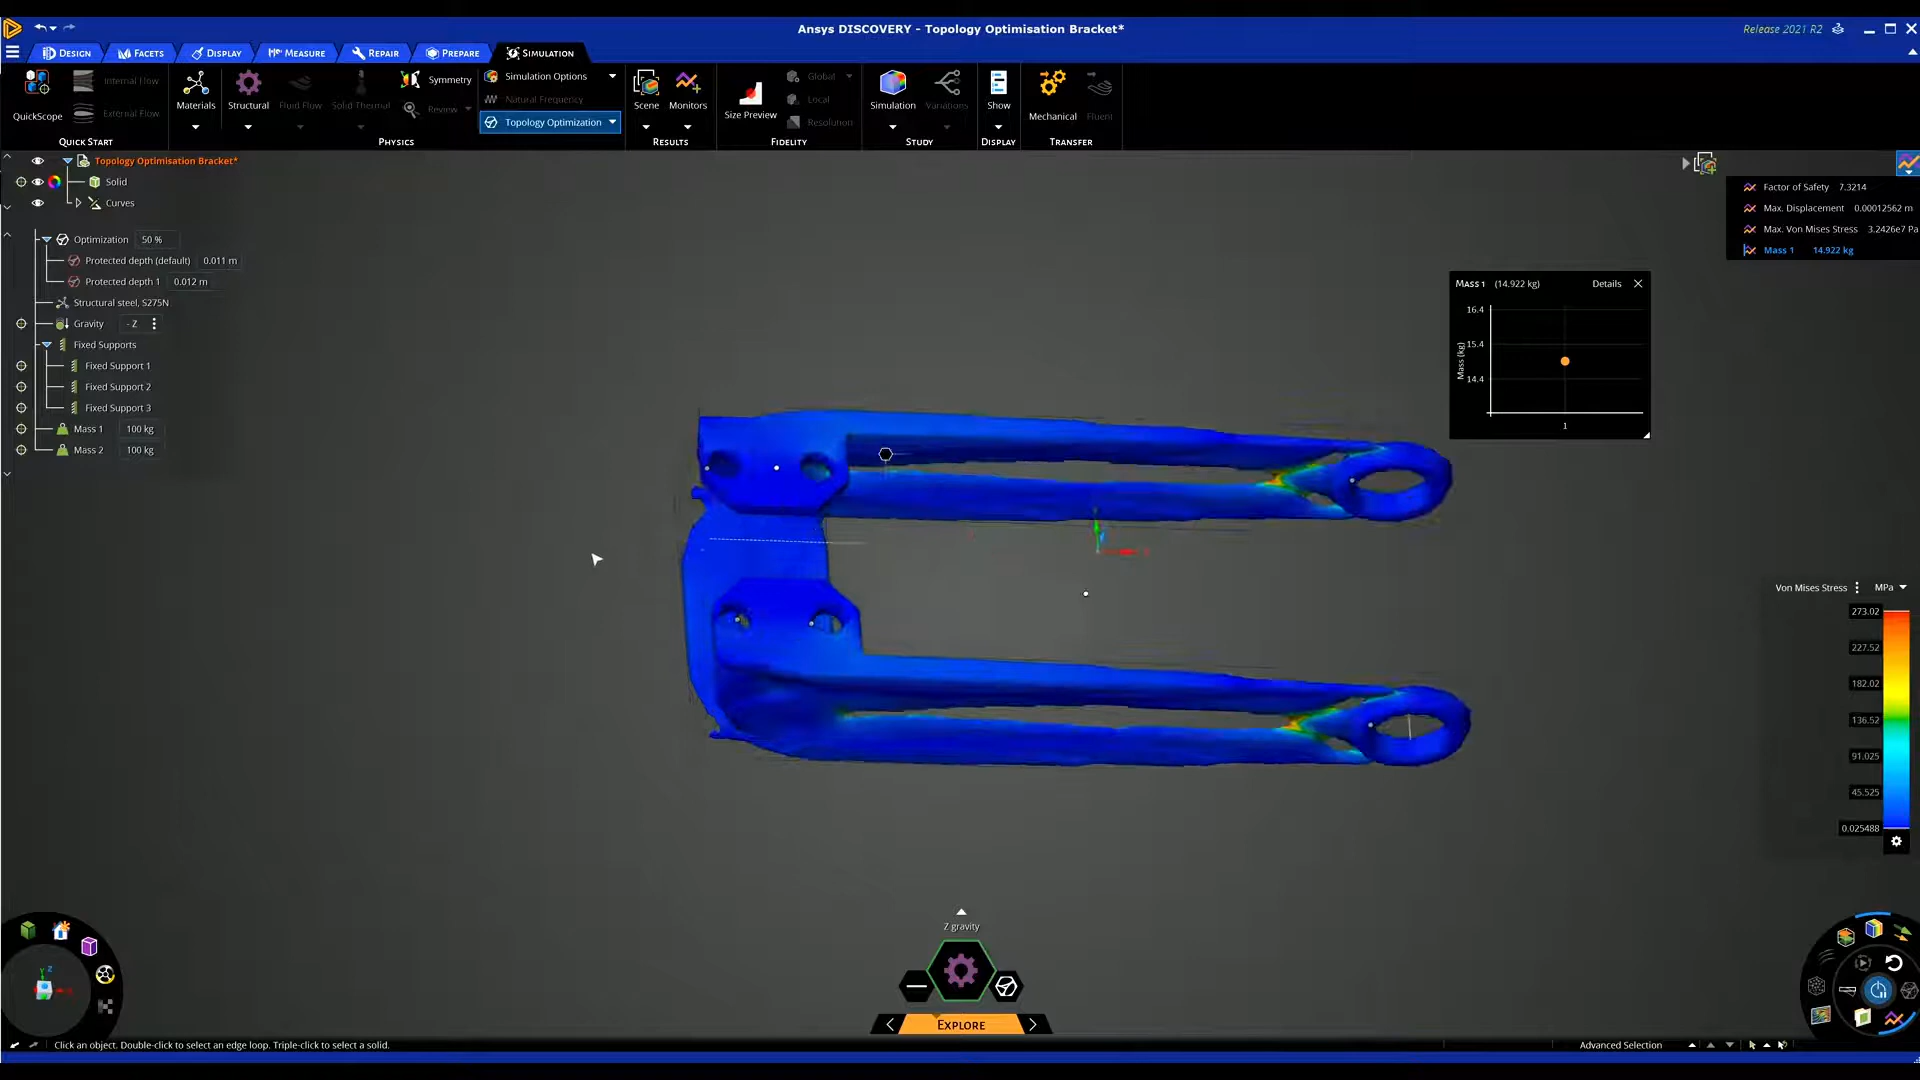 Ansys DISCOVERY - Topology Optimisation Bracket*
Release 2021 R2
DESIGN
FACETS
DISPLAY
MEASURE
REPAIR
PREPARE
SIMULATION
QuickScope
Internal Flow
External Flow
QUICK START
Materials
Structural
Fluid Flow
Solid Thermal
Symmetry
Review
Simulation Options
Natural Frequency
Topology Optimization
PHYSICS
Scene
Monitors
RESULTS
Size Preview
Global
Local
Resolution
FIDELITY
Simulation
Variations
STUDY
Show
DISPLAY
Mechanical
Fluent
TRANSFER
Topology Optimisation Bracket*
Solid
Curves
Optimization 50 %
Protected depth (default) 0.011 m
Protected depth 1 0.012 m
Structural steel, S275N
Gravity - Z
Fixed Supports
Fixed Support 1
Fixed Support 2
Fixed Support 3
Mass 1 100 kg
Mass 2 100 kg
Factor of Safety 7.3214
Max. Displacement 0.00012562 m
Max. Von Mises Stress 3.2426e7 Pa
Mass 1 14.922 kg
MASS 1 (14.922 kg) Details
16.4
15.4
14.4
Mass (kg)
1
Von Mises Stress MPa
273.02
227.52
182.02
136.52
91.025
45.525
0.025488
Z gravity
EXPLORE
Click an object. Double-click to select an edge loop. Triple-click to select a solid.
Advanced Selection